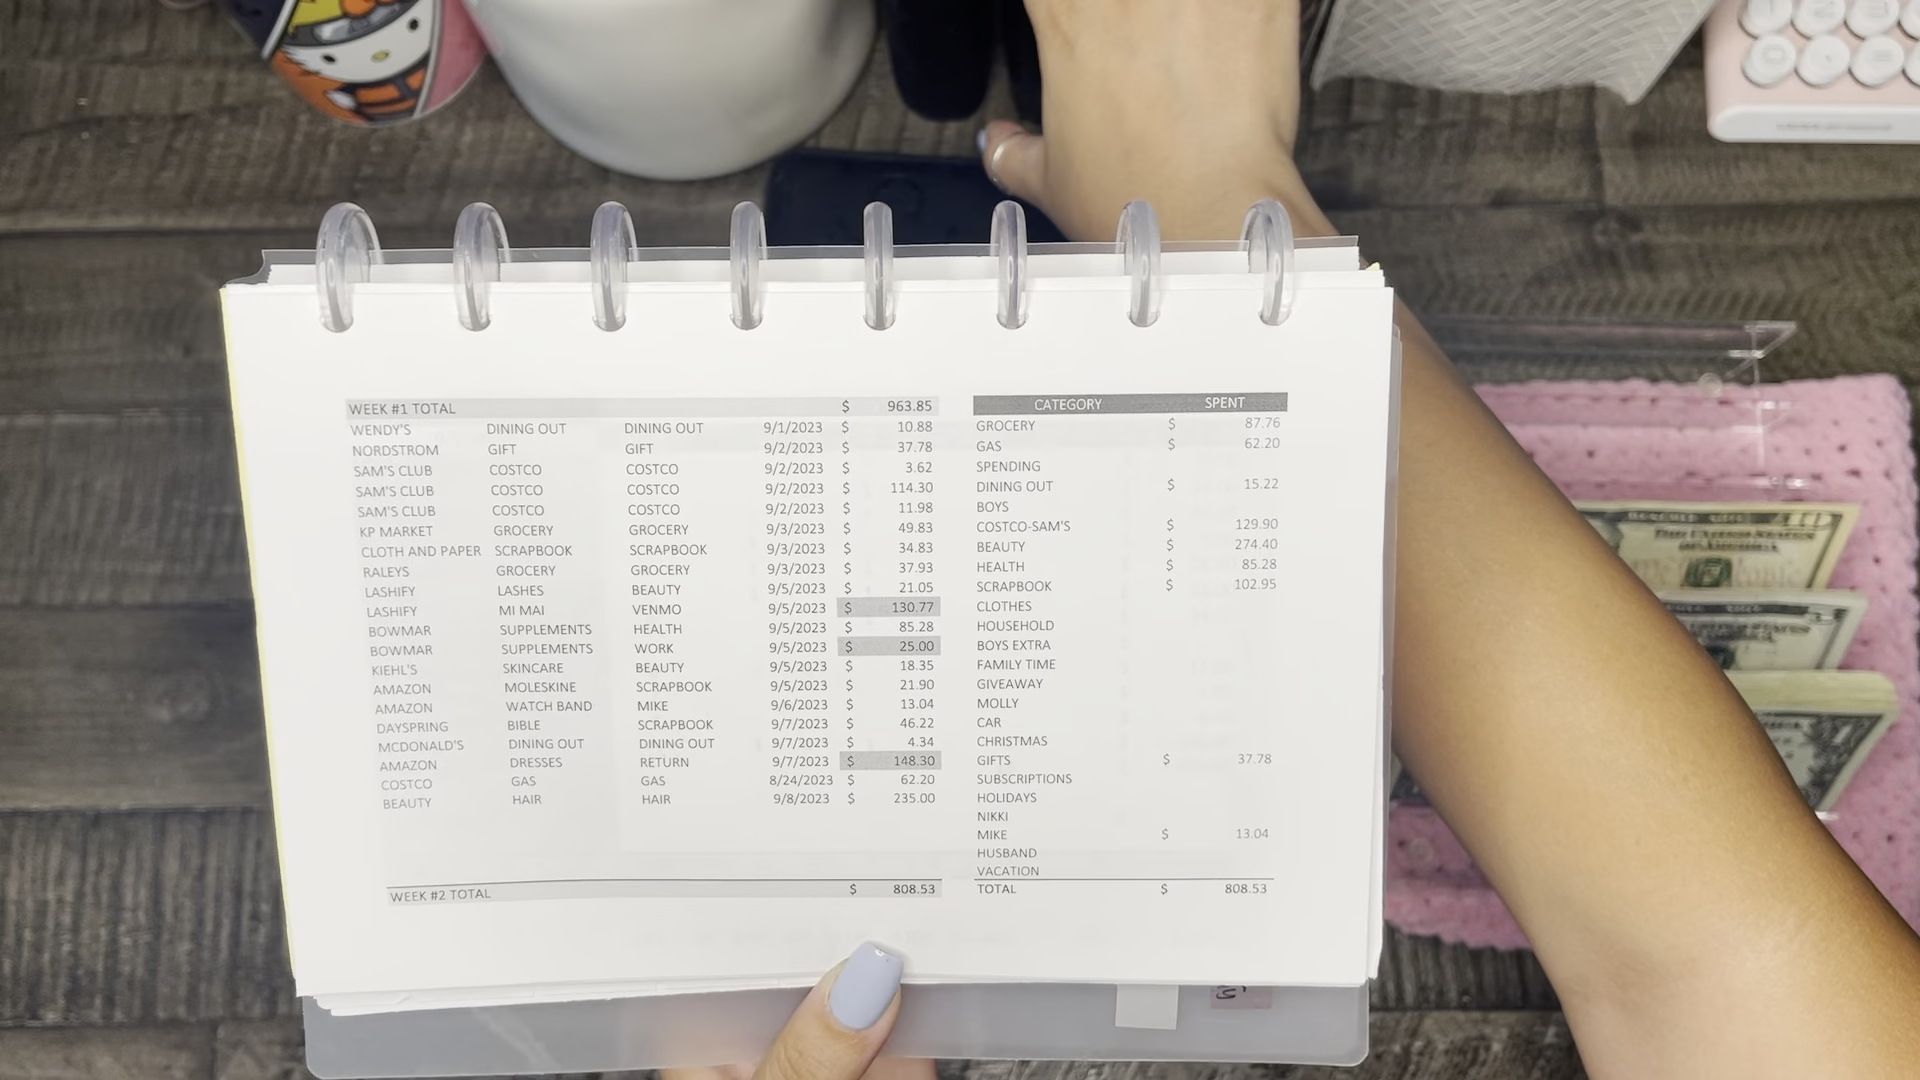 WEEK #1 TOTAL $ 963.85
WENDY'S DINING OUT DINING OUT 9/1/2023 $ 10.88
NORDSTROM GIFT GIFT 9/2/2023 $ 37.78
SAM'S CLUB COSTCO COSTCO 9/2/2023 $ 3.62
SAM'S CLUB COSTCO COSTCO 9/2/2023 $ 114.30
SAM'S CLUB COSTCO COSTCO 9/2/2023 $ 11.98
KP MARKET GROCERY GROCERY 9/3/2023 $ 49.83
CLOTH AND PAPER SCRAPBOOK SCRAPBOOK 9/3/2023 $ 34.83
RALEYS GROCERY GROCERY 9/3/2023 $ 37.93
LASHIFY LASHES BEAUTY 9/5/2023 $ 21.05
LASHIFY MI MAI VENMO 9/5/2023 $ 130.77
BOWMAR SUPPLEMENTS HEALTH 9/5/2023 $ 85.28
BOWMAR SUPPLEMENTS WORK 9/5/2023 $ 25.00
KIEHL'S SKINCARE BEAUTY 9/5/2023 $ 18.35
AMAZON MOLESKINE SCRAPBOOK 9/5/2023 $ 21.90
AMAZON WATCH BAND MIKE 9/6/2023 $ 13.04
DAYSPRING BIBLE SCRAPBOOK 9/7/2023 $ 46.22
MCDONALD'S DINING OUT DINING OUT 9/7/2023 $ 4.34
AMAZON DRESSES RETURN 9/7/2023 $ 148.30
COSTCO GAS GAS 8/24/2023 $ 62.20
BEAUTY HAIR HAIR 9/8/2023 $ 235.00
WEEK #2 TOTAL $ 808.53
CATEGORY SPENT
GROCERY $ 87.76
GAS $ 62.20
SPENDING
DINING OUT $ 15.22
BOYS
COSTCO-SAM'S $ 129.90
BEAUTY $ 274.40
HEALTH $ 85.28
SCRAPBOOK $ 102.95
CLOTHES
HOUSEHOLD
BOYS EXTRA
FAMILY TIME
GIVEAWAY
MOLLY
CAR
CHRISTMAS
GIFTS $ 37.78
SUBSCRIPTIONS
HOLIDAYS
NIKKI
MIKE $ 13.04
HUSBAND
VACATION
TOTAL $ 808.53